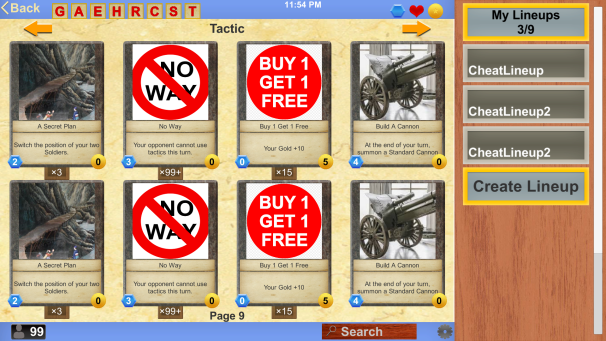 Back
G A E H R C S T
11:54 PM
Tactic
My Lineups
3/9
CheatLineup
CheatLineup2
CheatLineup2
Create Lineup
NO
WAY
BUY 1
GET 1
FREE
A Secret Plan
No Way
Buy 1 Get 1 Free
Build A Cannon
Switch the position of your two
Soldiers.
Your opponent cannot use
tactics this turn.
Your Gold +10
At the end of your turn,
summon a Standard Cannon
2 0
3 0
0 5
4 0
×3
×99+
×15
NO
WAY
BUY 1
GET 1
FREE
A Secret Plan
No Way
Buy 1 Get 1 Free
Build A Cannon
Switch the position of your two
Soldiers.
Your opponent cannot use
tactics this turn.
Your Gold +10
At the end of your turn,
summon a Standard Cannon
2 0
3 0
0 5
4 0
×3
×99+
×15
Page 9
99
Search